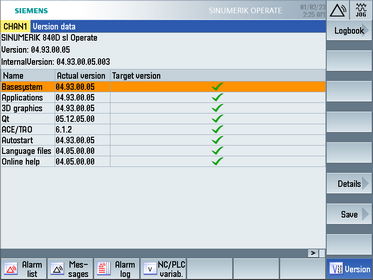 SIEMENS
SINUMERIK OPERATE
01/02/23
2:25 AM
JOG
CHAN1 Version data
SINUMERIK 840D sl Operate
Version: 04.93.00.05
InternalVersion: 04.93.00.05.003
Name Actual version Target version
Basesystem 04.93.00.05
Applications 04.93.00.05
3D graphics 04.93.00.05
Qt 05.12.05.00
ACE/TAO 6.1.2
Autostart 04.93.00.05
Language files 04.05.00.00
Online help 04.05.00.00
Logbook
Details
Save
Version
Alarm list
Mes- sages
Alarm log
NC/PLC variab.